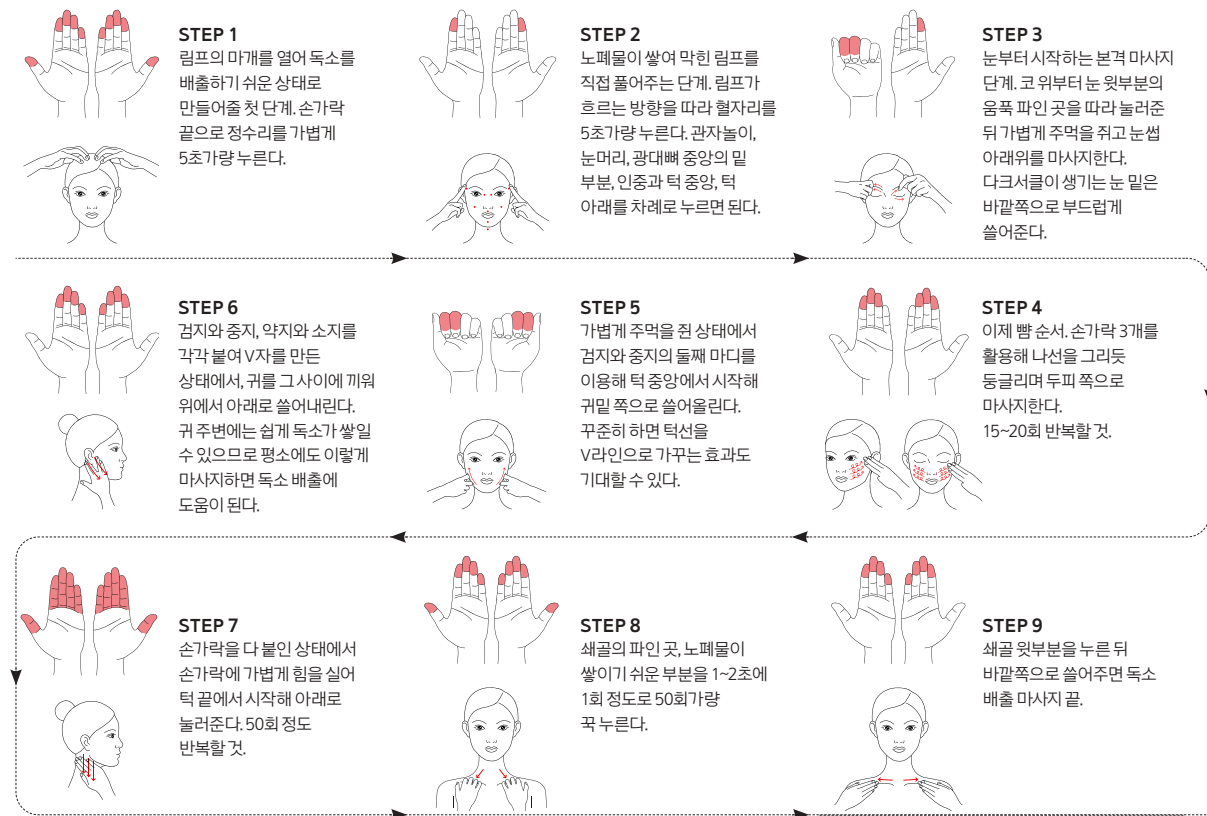 STEP 1
림프의 마개를 열어 독소를
배출하기 쉬운 상태로
만들어줄 첫 단계. 손가락
끝으로 정수리를 가볍게
5초가량 누른다.
STEP 2
노폐물이 쌓여 막힌 림프를
직접 풀어주는 단계. 림프가
흐르는 방향을 따라 혈자리를
5초가량 누른다. 관자놀이,
눈머리, 광대뼈 중앙의 밑
부분, 인중과 턱 중앙, 턱
아래를 차례로 누르면 된다.
STEP 3
눈부터 시작하는 본격 마사지
단계. 코 위부터 눈 윗부분의
움푹 파인 곳을 따라 눌러준
뒤 가볍게 주먹을 쥐고 눈썹
아래위를 마사지한다.
다크서클이 생기는 눈 밑은
바깥쪽으로 부드럽게
쓸어준다.
STEP 4
이제 뺨 순서. 손가락 3개를
활용해 나선을 그리듯
둥글리며 두피 쪽으로
마사지한다.
15~20회 반복할 것.
STEP 5
가볍게 주먹을 쥔 상태에서
검지와 중지의 둘째 마디를
이용해 턱 중앙에서 시작해
귀밑 쪽으로 쓸어올린다.
꾸준히 하면 턱선을
V라인으로 가꾸는 효과도
기대할 수 있다.
STEP 6
검지와 중지, 약지와 소지를
각각 붙여 V자를 만든
상태에서, 귀를 그 사이에 끼워
위에서 아래로 쓸어내린다.
귀 주변에는 쉽게 독소가 쌓일
수 있으므로 평소에도 이렇게
마사지하면 독소 배출에
도움이 된다.
STEP 7
손가락을 다 붙인 상태에서
손가락에 가볍게 힘을 실어
턱 끝에서 시작해 아래로
눌러준다. 50회 정도
반복할 것.
STEP 8
쇄골의 파인 곳, 노폐물이
쌓이기 쉬운 부분을 1~2초에
1회 정도로 50회가량
꾹 누른다.
STEP 9
쇄골 윗부분을 누른 뒤
바깥쪽으로 쓸어주면 독소
배출 마사지 끝.